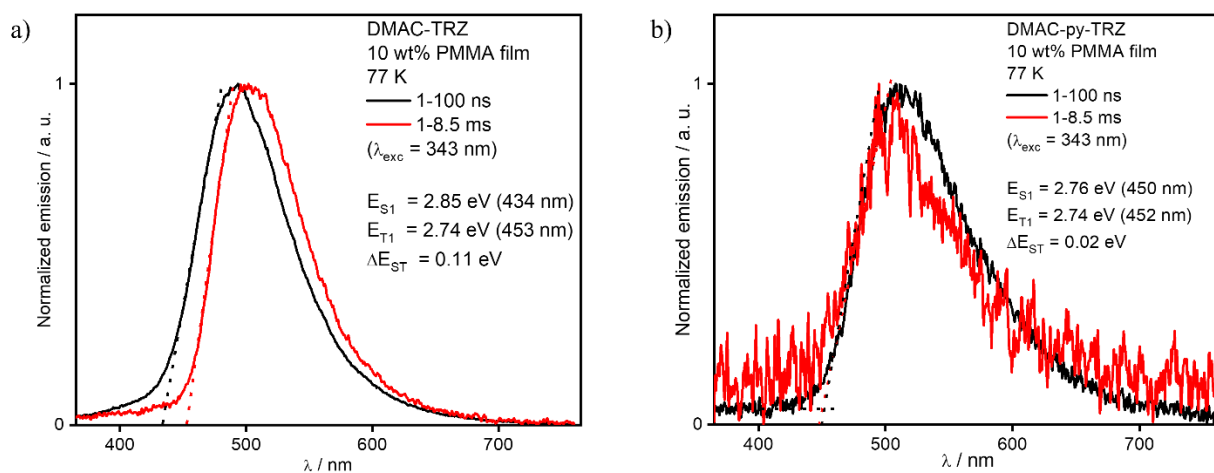 a)
DMAC-TRZ
10 wt% PMMA film
77 K
1-100 ns
1-8.5 ms
(λexc = 343 nm)
ES1 = 2.85 eV (434 nm)
ET1 = 2.74 eV (453 nm)
ΔEST = 0.11 eV
Normalized emission / a. u.
1
0
400 500 600 700
λ / nm
b)
DMAC-py-TRZ
10 wt% PMMA film
77 K
1-100 ns
1-8.5 ms
(λexc = 343 nm)
ES1 = 2.76 eV (450 nm)
ET1 = 2.74 eV (452 nm)
ΔEST = 0.02 eV
Normalized emission / a. u.
1
0
400 500 600 700
λ / nm